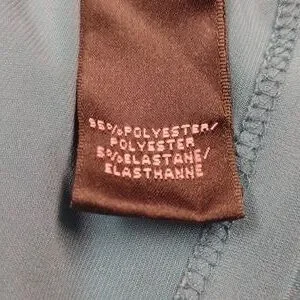 95%POLYESTER/
POLYESTER
5%ELASTANE/
ELASTHANNE